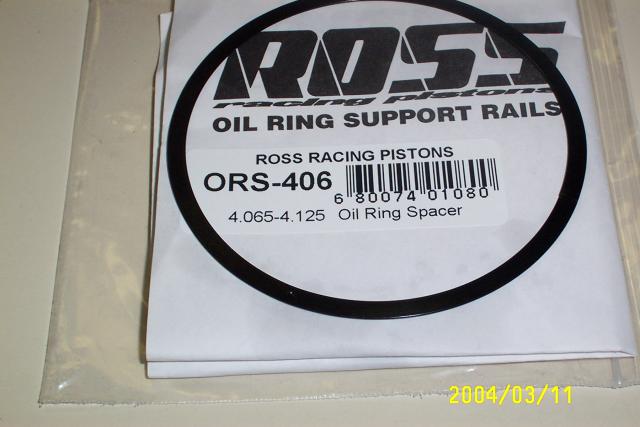 ROSS
racing pistons
OIL RING SUPPORT RAILS
ROSS RACING PISTONS
ORS-406
6 80074 01080
4.065-4.125 Oil Ring Spacer
2004/03/11